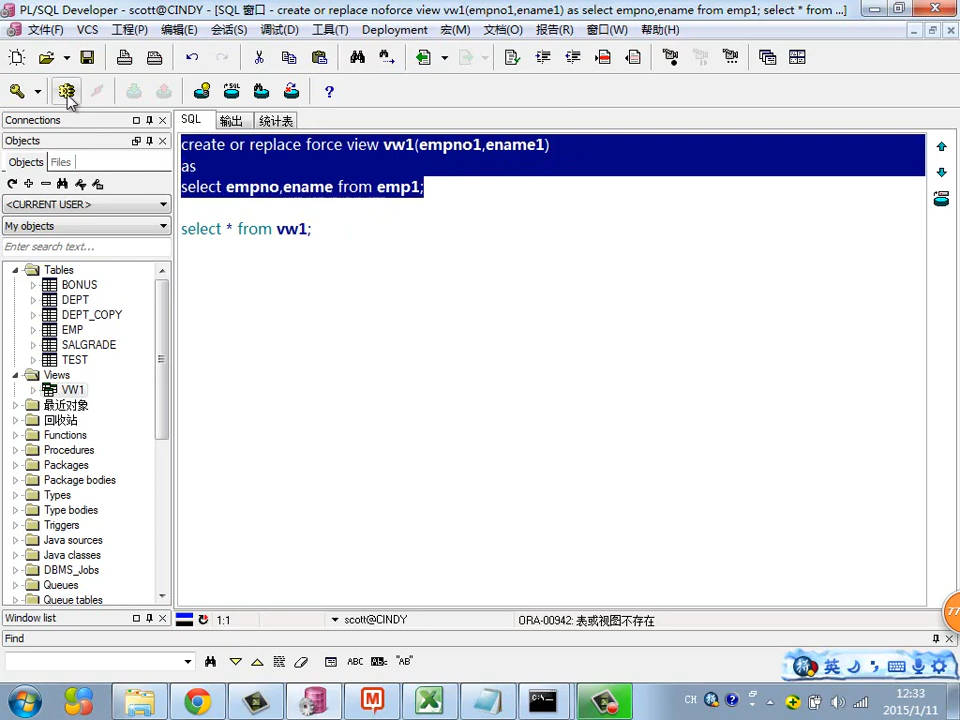 PL/SQL Developer - scott@CINDY - [SQL 窗口 - create or replace noforce view vw1(empno1,ename1) as select empno,ename from emp1; select * from ...]
文件(F) VCS 工程(P) 编辑(E) 会话(S) 调试(D) 工具(T) Deployment 宏(M) 文档(O) 报告(R) 窗口(W) 帮助(H)
Connections
SQL 输出 统计表
Objects
Objects Files
<CURRENT USER>
My objects
Enter search text...
Tables
BONUS
DEPT
DEPT_COPY
EMP
SALGRADE
TEST
Views
VW1
最近对象
回收站
Functions
Procedures
Packages
Package bodies
Types
Type bodies
Triggers
Java sources
Java classes
DBMS_Jobs
Queues
Queue tables
create or replace force view vw1(empno1,ename1)
as
select empno,ename from emp1;
select * from vw1;
77
Window list
1:1 scott@CINDY ORA-00942: 表或视图不存在
Find
ABC "AB"
英
CH 12:33
2015/1/11